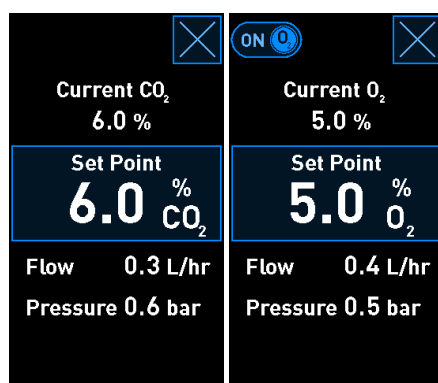 Current CO₂
6.0 %
Set Point
6.0 % CO₂
Flow 0.3 L/hr
Pressure 0.6 bar
ON O₂
Current O₂
5.0 %
Set Point
5.0 % O₂
Flow 0.4 L/hr
Pressure 0.5 bar